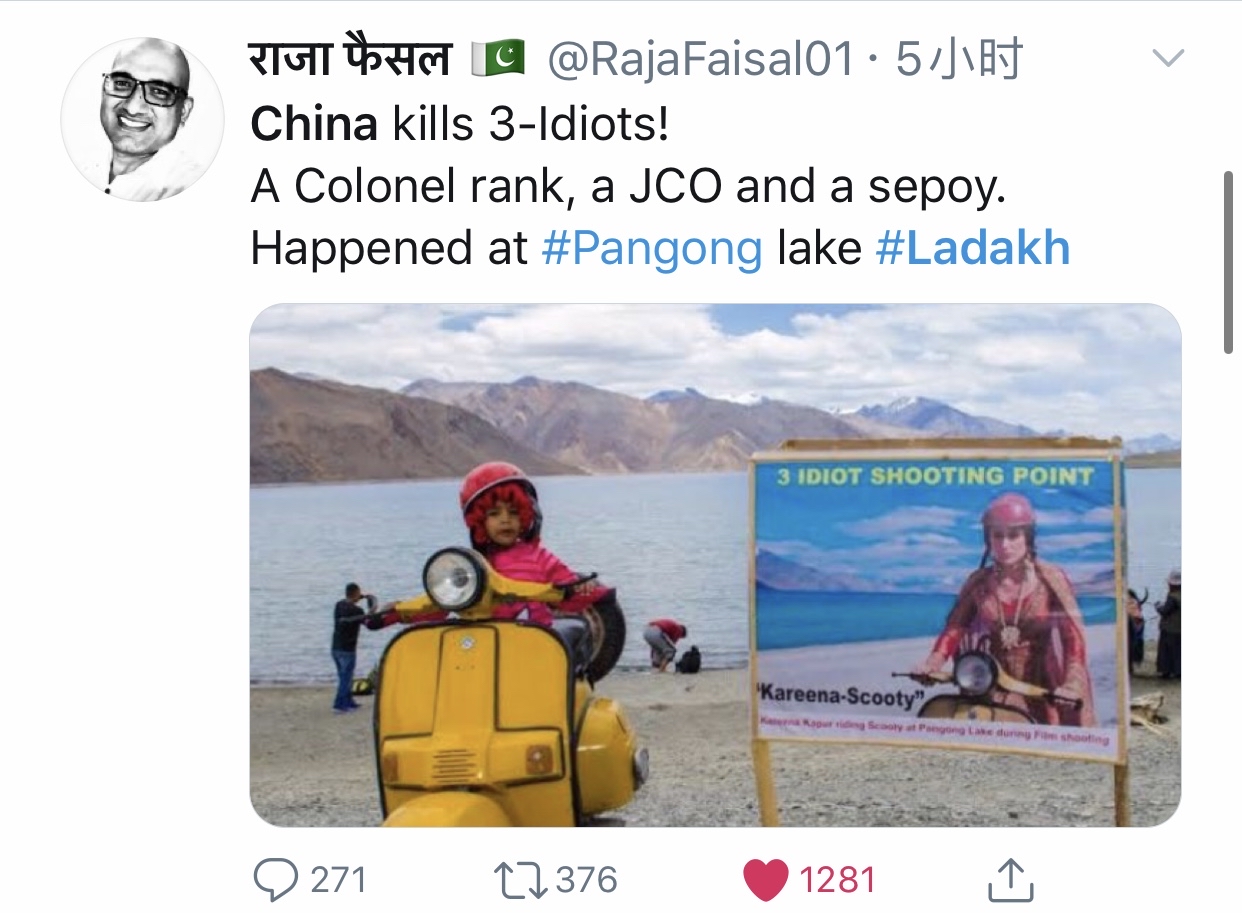 राजा फैसल 🇵🇰 @RajaFaisal01 · 5小时
China kills 3-Idiots!
A Colonel rank, a JCO and a sepoy.
Happened at #Pangong lake #Ladakh
3 IDIOT SHOOTING POINT
"Kareena-Scooty"
Kareena Kapur riding Scooty at Pangong Lake during Film shooting
271 376 1281